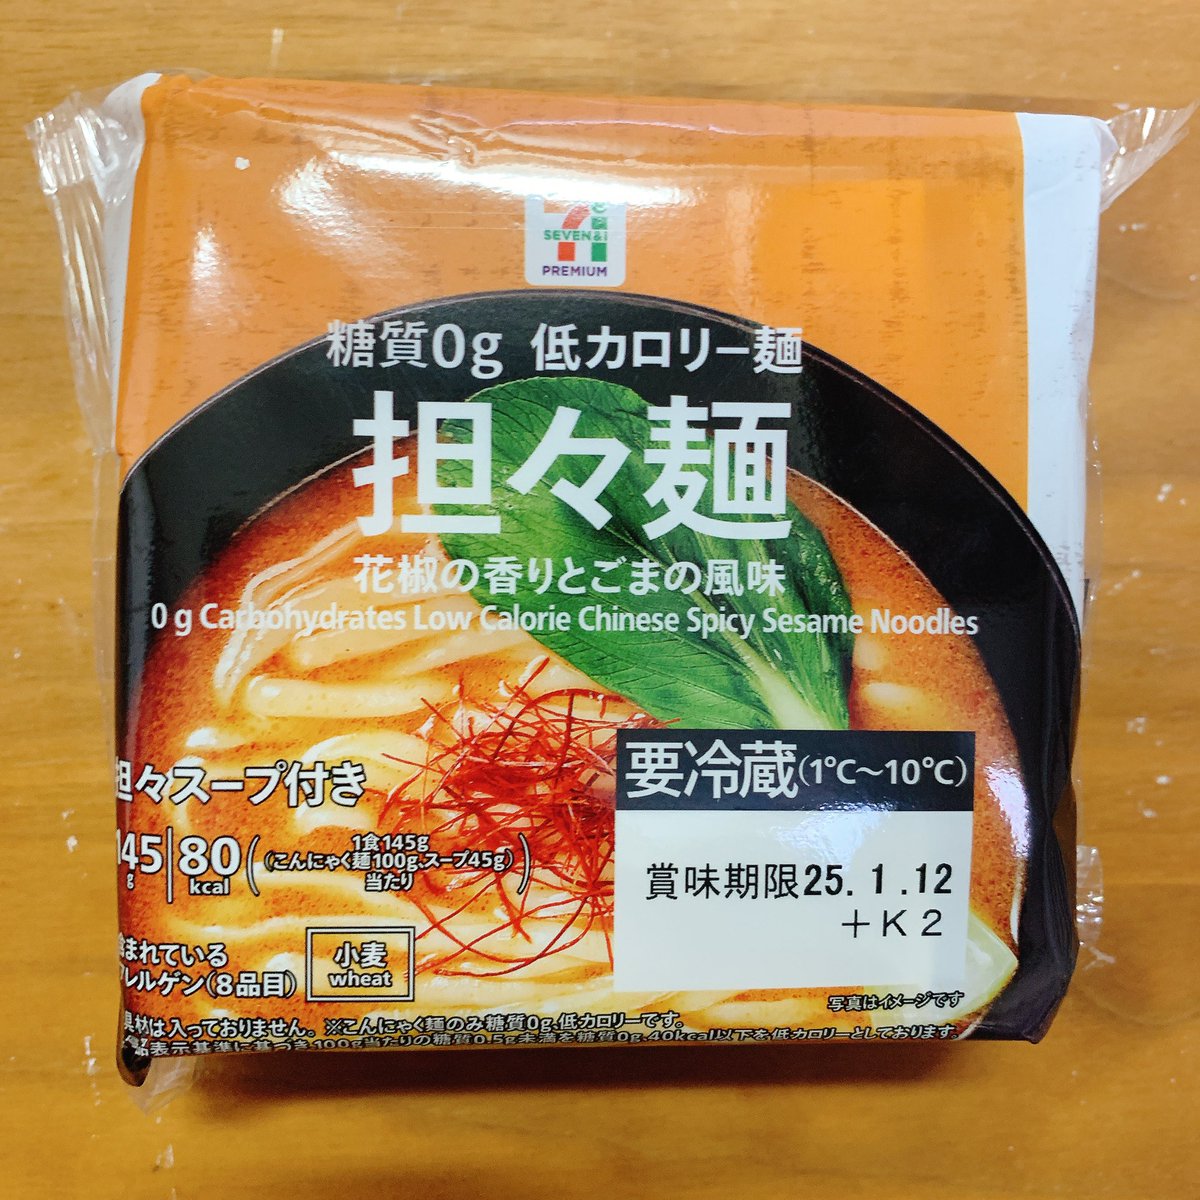 SEVEN&i
PREMIUM
糖質0g 低カロリー麺
担々麺
花椒の香りとごまの風味
0 g Carbohydrates Low Calorie Chinese Spicy Sesame Noodles
要冷蔵(1℃～10℃)
賞味期限25.1.12
+K2
担々スープ付き
145g 80kcal
1食145g
(こんにゃく麺100g、スープ45g)
当たり
含まれている
アレルゲン(8品目)
小麦
wheat
写真はイメージです
具材は入っておりません。※こんにゃく麺のみ糖質0g、低カロリーです。
表示基準に基づき、100g当たりの糖質0.5g未満を糖質0g、40kcal以下を低カロリーとしております。